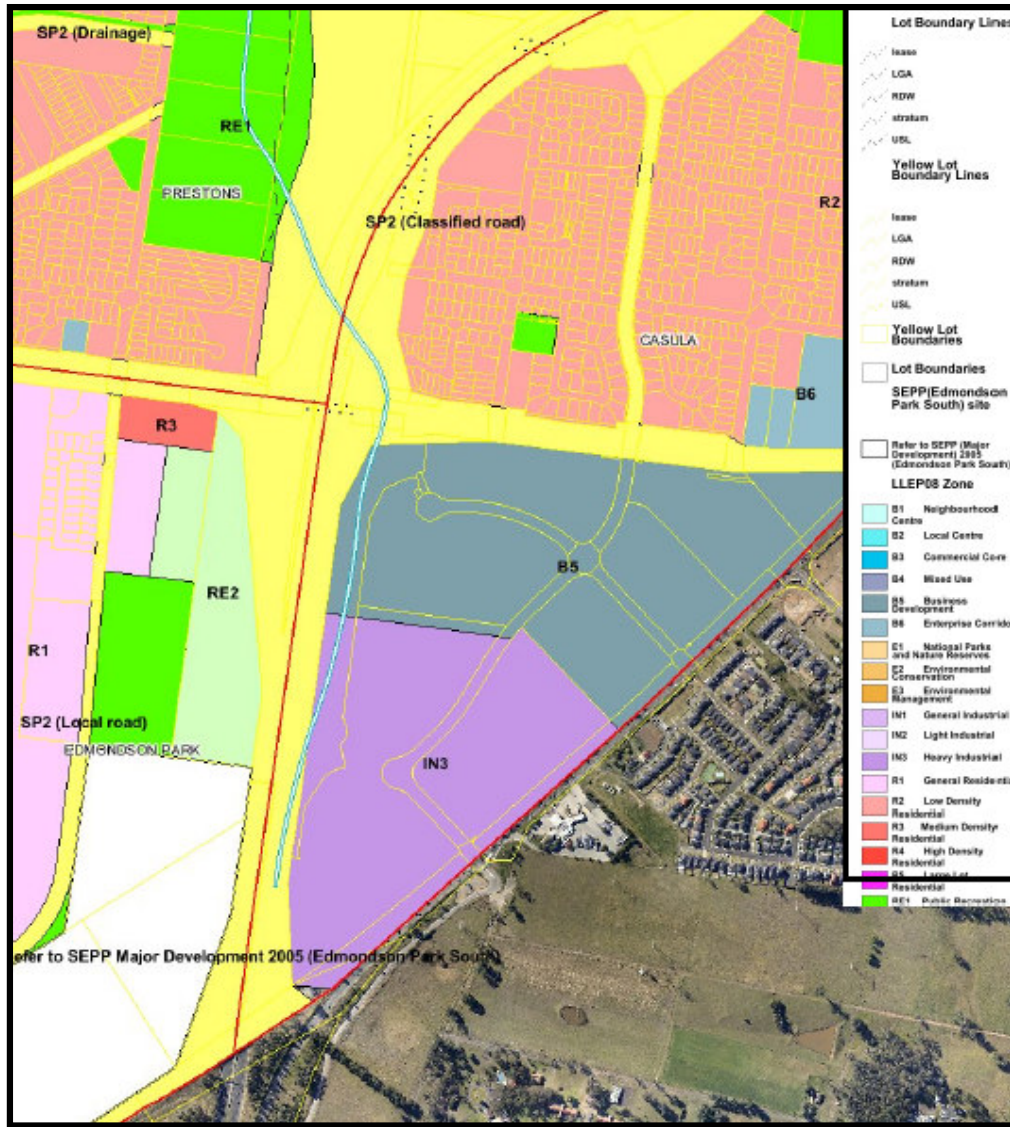 SP2 (Drainage)
RE1
PRESTONS
SP2 (Classified road)
R2
CASULA
B6
R3
B5
RE2
R1
SP2 (Local road)
EDMONDSON PARK
IN3
efer to SEPP Major Development 2005 (Edmondson Park South)
Lot Boundary Lines
lease
LGA
RDW
stratum
USL
Yellow Lot
Boundary Lines
lease
LGA
RDW
stratum
USL
Yellow Lot
Boundaries
Lot Boundaries
SEPP(Edmondson
Park South) site
Refer to SEPP (Major
Development) 2005
(Edmondson Park South)
LLEP08 Zone
B1 Neighbourhood
Centre
B2 Local Centre
B3 Commercial Core
B4 Mixed Use
B5 Business
Development
B6 Enterprise Corrido
E1 National Parks
and Nature Reserves
E2 Environmental
Conservation
E3 Environmental
Management
IN1 General Industrial
IN2 Light Industrial
IN3 Heavy Industrial
R1 General Residentia
R2 Low Density
Residential
R3 Medium Density
Residential
R4 High Density
Residential
R5 Large Lot
Residential
RE1 Public Recreation